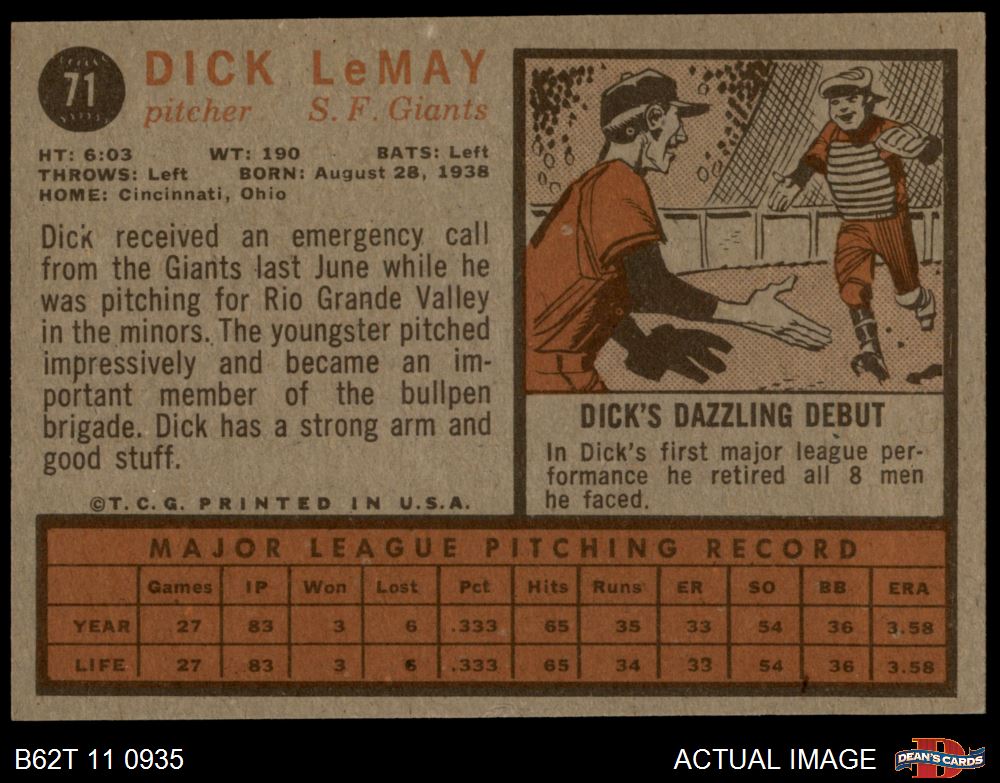 71
DICK LeMAY
pitcher S. F. Giants
HT: 6:03 WT: 190 BATS: Left
THROWS: Left BORN: August 28, 1938
HOME: Cincinnati, Ohio
Dick received an emergency call
from the Giants last June while he
was pitching for Rio Grande Valley
in the minors. The youngster pitched
impressively and became an im-
portant member of the bullpen
brigade. Dick has a strong arm and
good stuff.
©T. C. G. PRINTED IN U.S.A.
DICK'S DAZZLING DEBUT
In Dick's first major league per-
formance he retired all 8 men
he faced.
MAJOR LEAGUE PITCHING RECORD
Games IP Won Lost Pct Hits Runs ER SO BB ERA
YEAR 27 83 3 6 .333 65 35 33 54 36 3.58
LIFE 27 83 3 6 .333 65 34 33 54 36 3.58
B62T 11 0935 ACTUAL IMAGE D DEAN'S CARDS